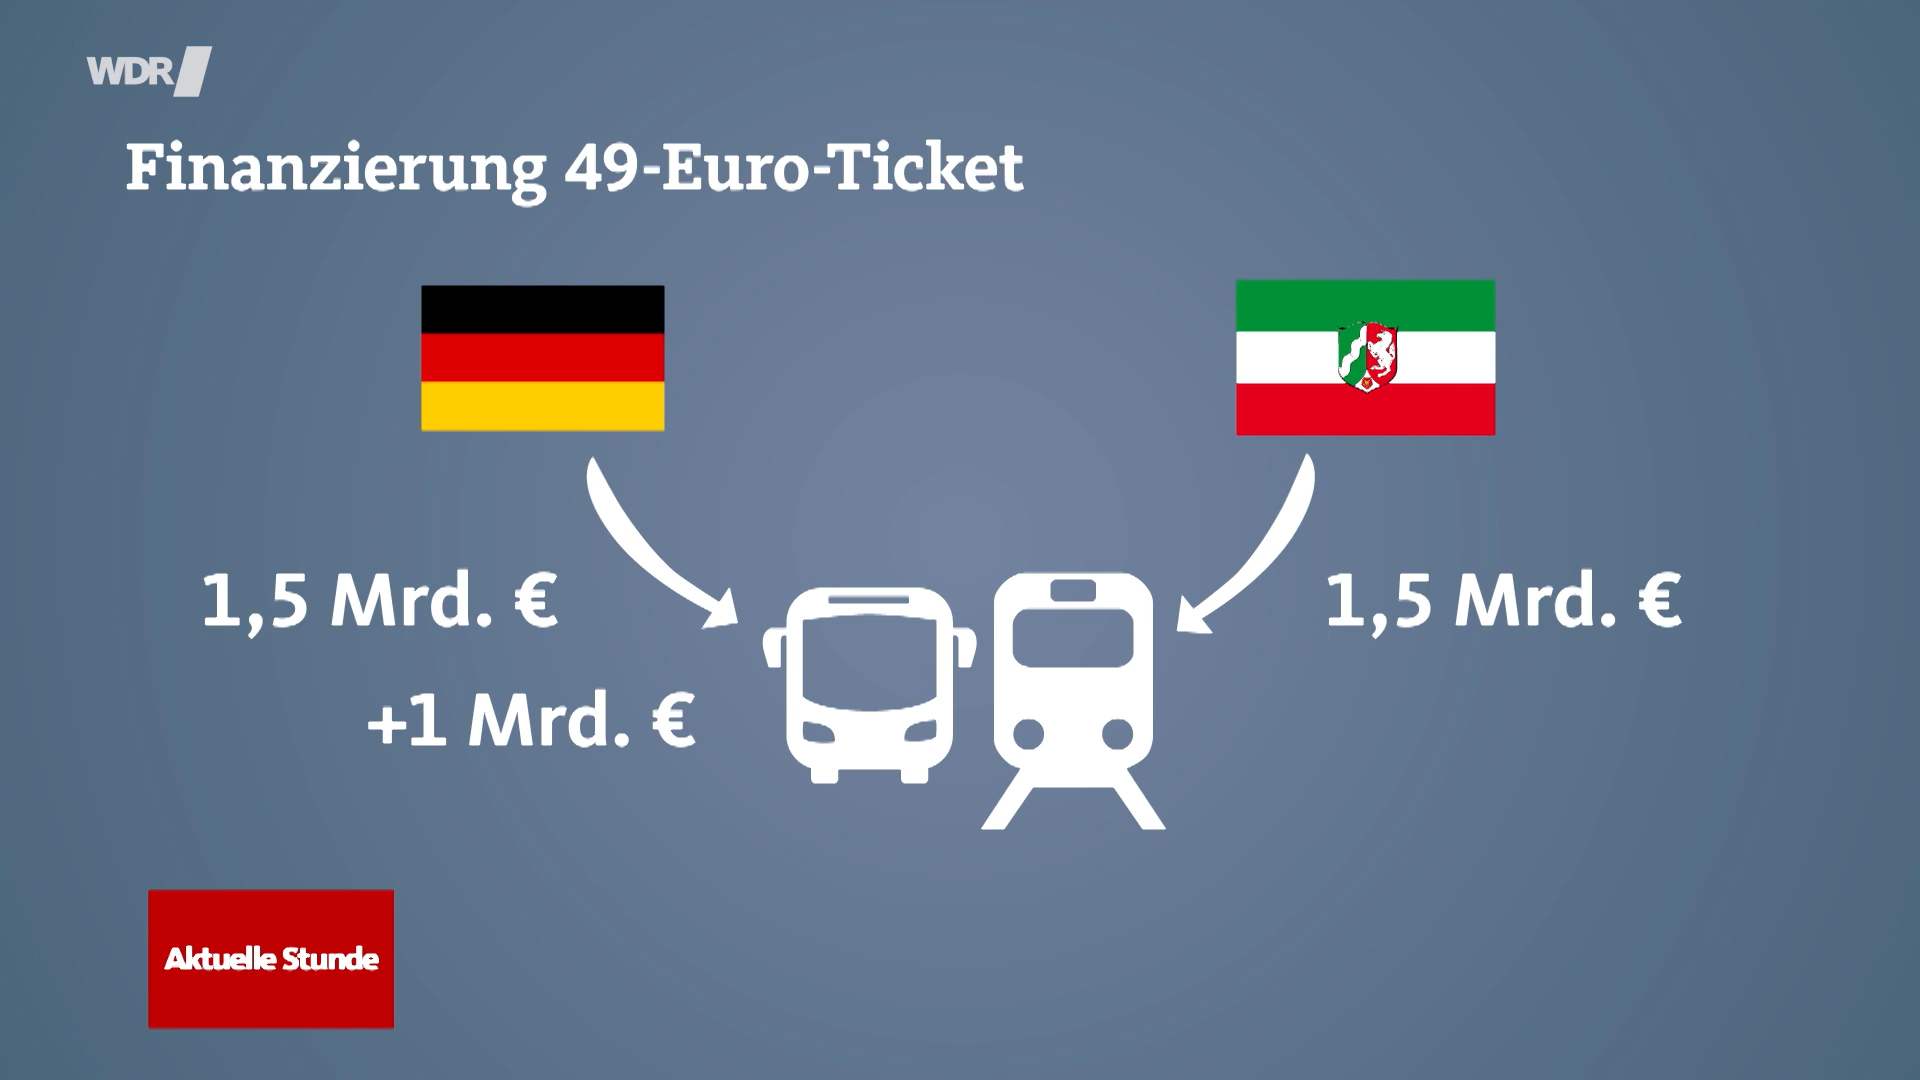 WDR
Finanzierung 49-Euro-Ticket
1,5 Mrd. €
1,5 Mrd. €
+1 Mrd. €
Aktuelle Stunde